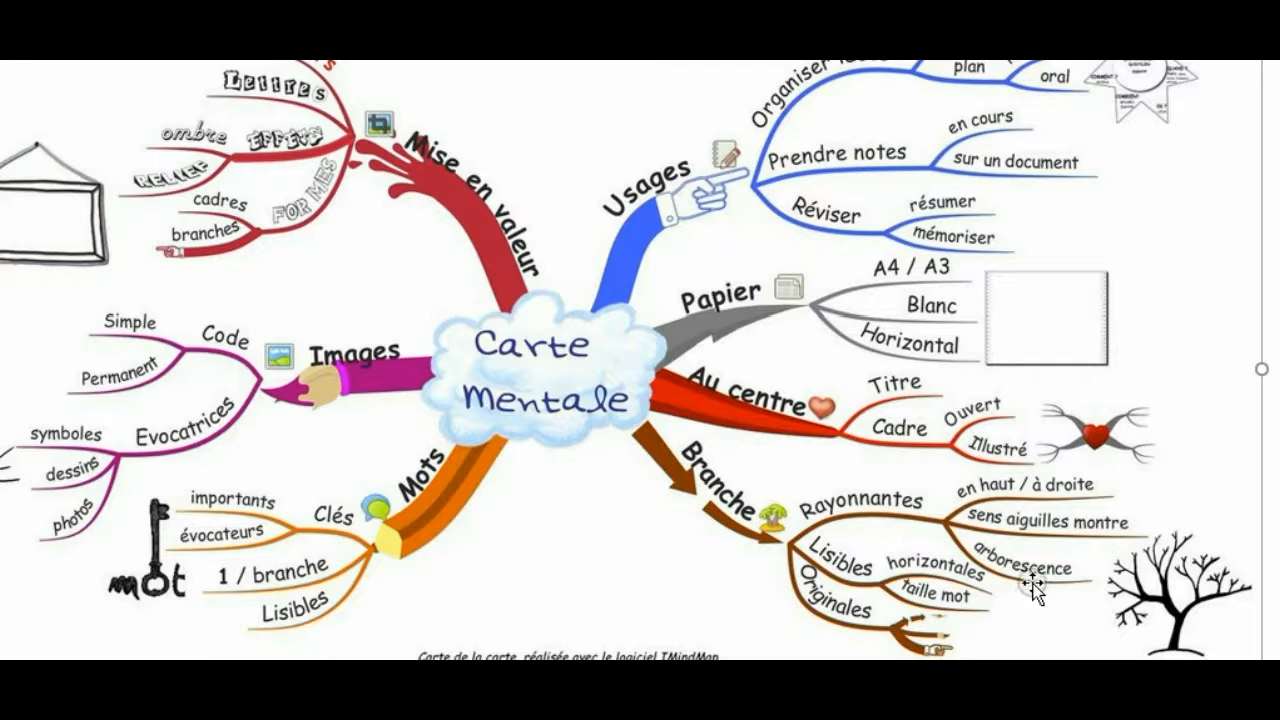 Carte
mentale
Usages
Organiser
plan
oral
Prendre notes
en cours
sur un document
Réviser
résumer
mémoriser
Papier
A4 / A3
Blanc
Horizontal
Au centre
Titre
Cadre
Ouvert
Illustré
Branche
Rayonnantes
en haut / à droite
sens aiguilles montre
arborescence
Lisibles
horizontales
taille mot
Originales
Mots
Clés
importants
évocateurs
1 / branche
Lisibles
mot
Images
Code
Simple
Permanent
Evocatrices
symboles
dessins
photos
Mise en valeur
Lettres
EFFETS
ombre
RELIEF
FORMES
cadres
branches
Carte de la carte, réalisée avec le logiciel IMindMap